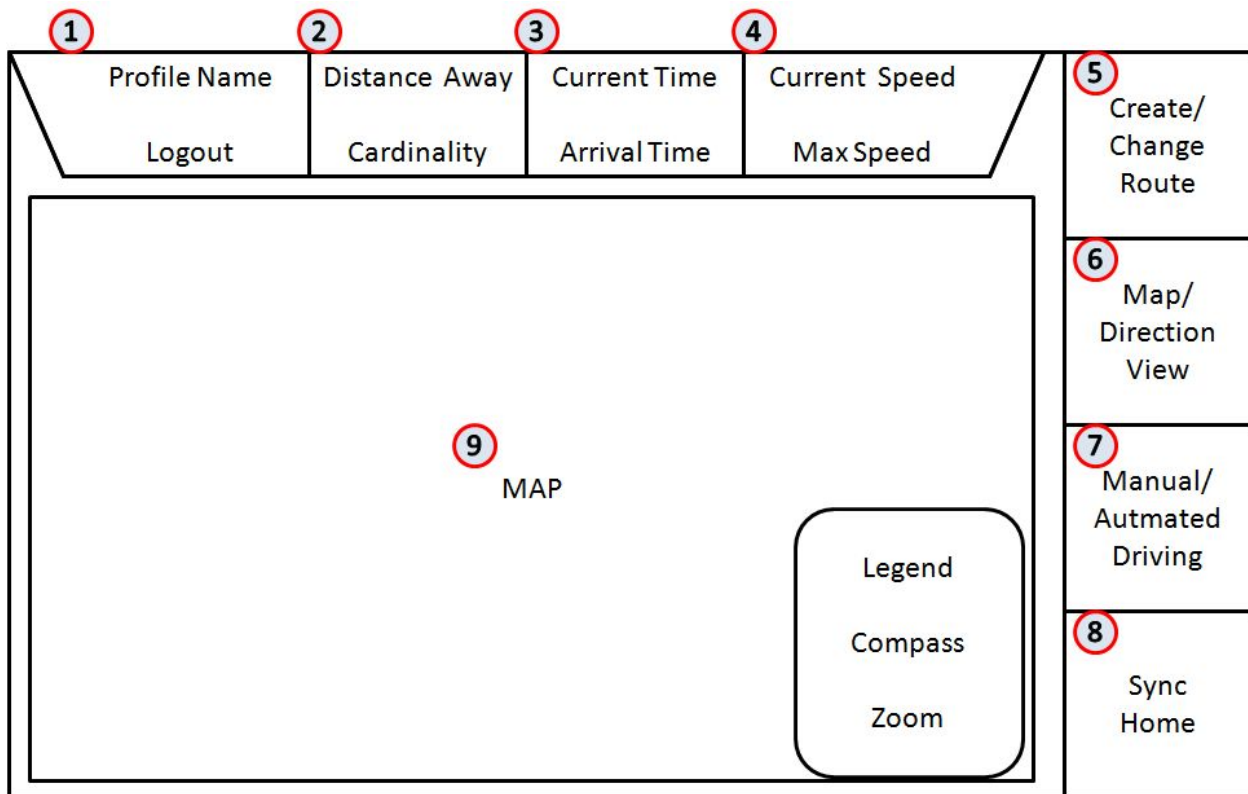 1
Profile Name
Logout
2
Distance Away
Cardinality
3
Current Time
Arrival Time
4
Current Speed
Max Speed
5
Create/
Change
Route
6
Map/
Direction
View
7
Manual/
Autmated
Driving
8
Sync
Home
9
MAP
Legend
Compass
Zoom